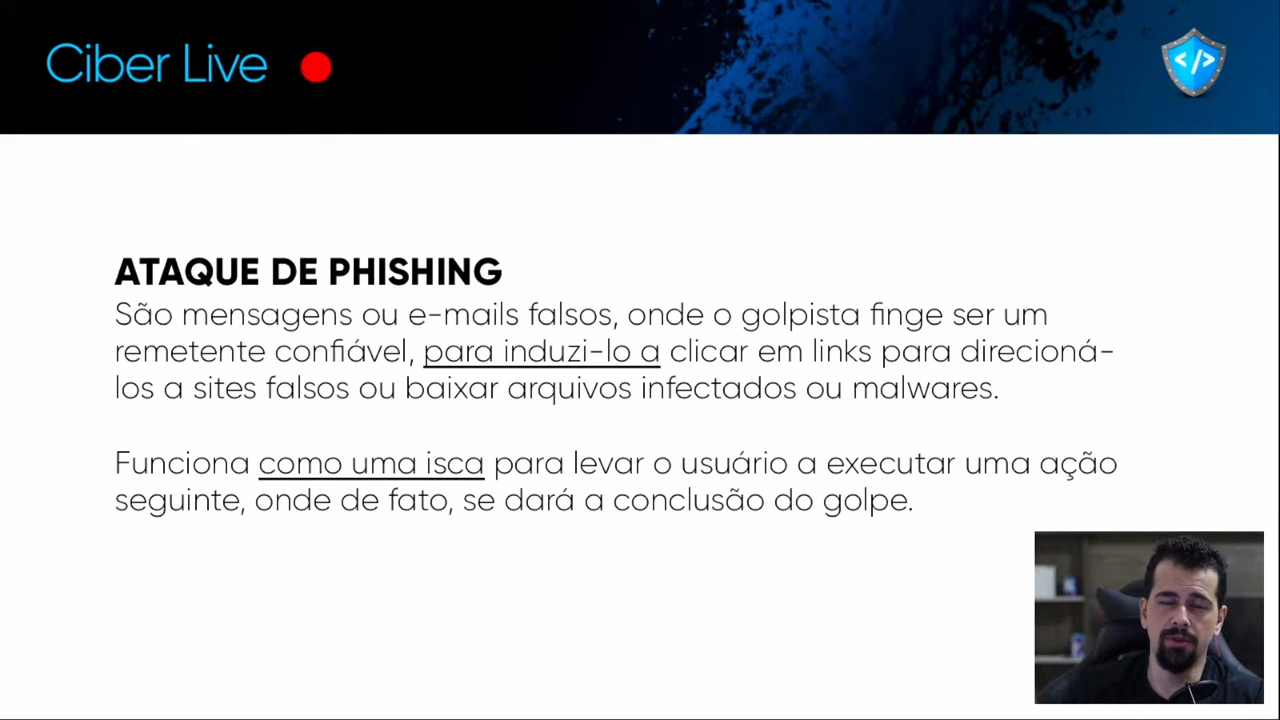 Ciber Live
</>
ATAQUE DE PHISHING
São mensagens ou e-mails falsos, onde o golpista finge ser um
remetente confiável, para induzi-lo a clicar em links para direcioná-
los a sites falsos ou baixar arquivos infectados ou malwares.
Funciona como uma isca para levar o usuário a executar uma ação
seguinte, onde de fato, se dará a conclusão do golpe.